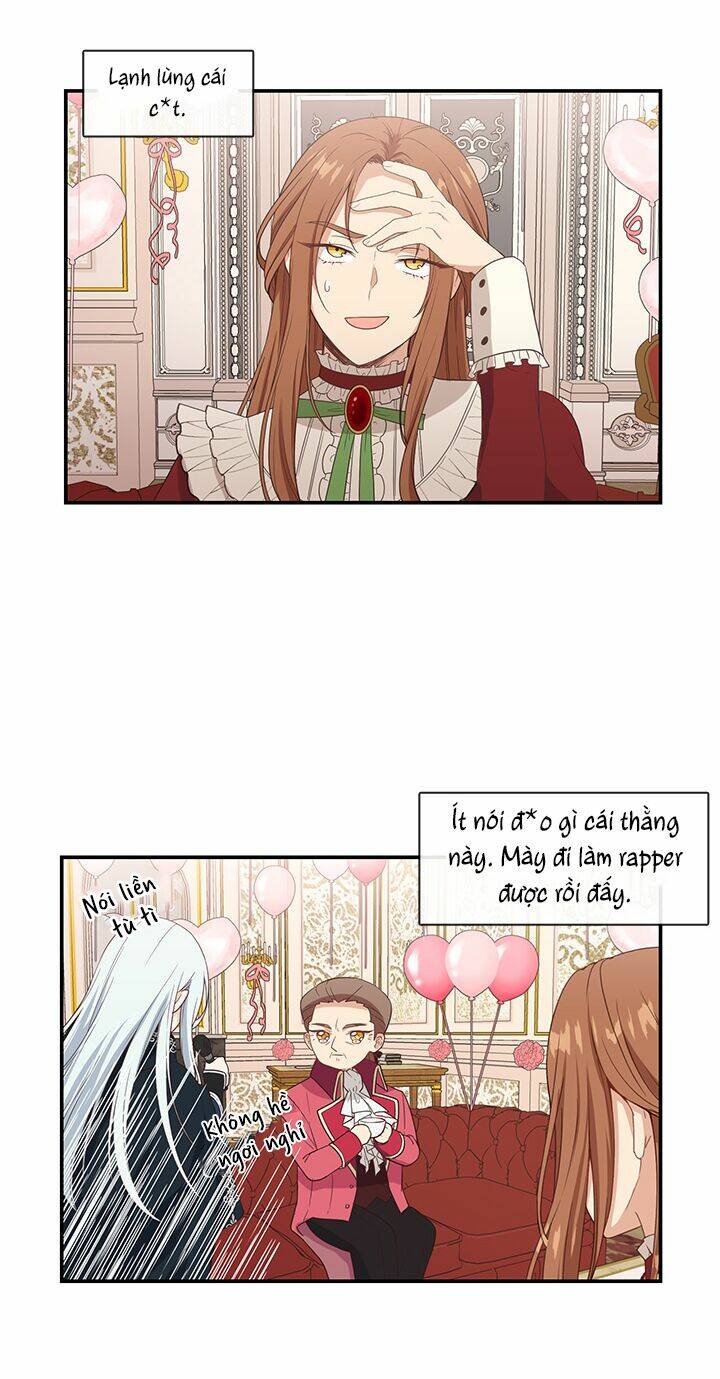 Lạnh lùng cái
c*t.
Ít nói đ*o gì cái thằng
này. Mày đi làm rapper
được rồi đấy.
Nói liền
tù tì
Không hề
ngơi nghỉ